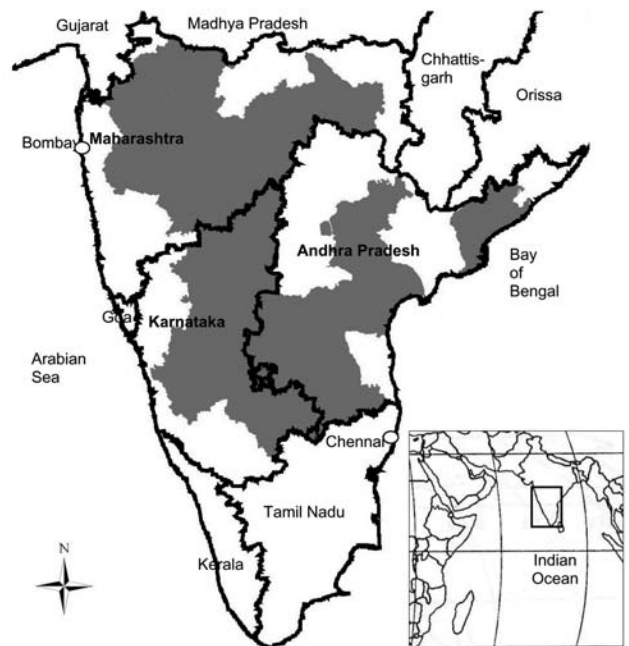 Gujarat
Madhya Pradesh
Chhattis-
garh
Orissa
Bombay
Maharashtra
Andhra Pradesh
Bay
of
Bengal
Goa
Karnataka
Arabian
Sea
Chennai
Tamil Nadu
Kerala
N
Indian
Ocean